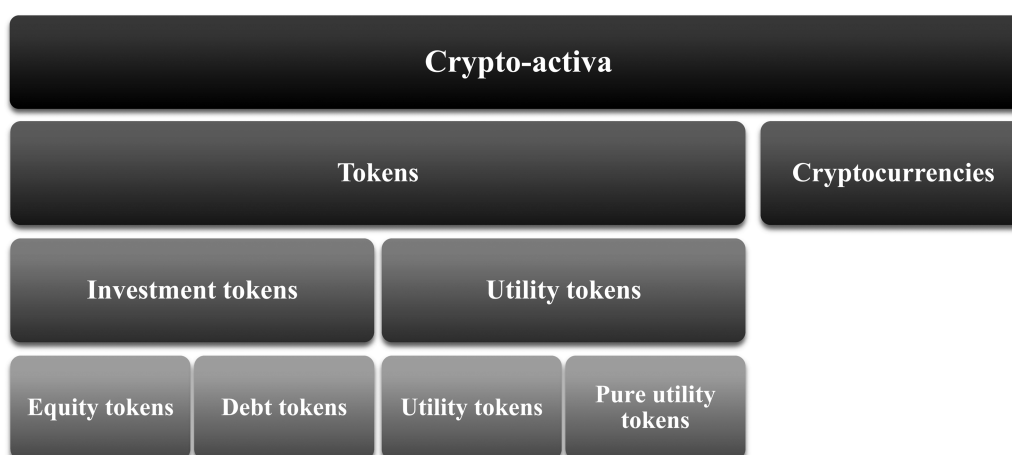 Crypto-activa
Tokens
Cryptocurrencies
Investment tokens
Utility tokens
Equity tokens
Debt tokens
Utility tokens
Pure utility
tokens